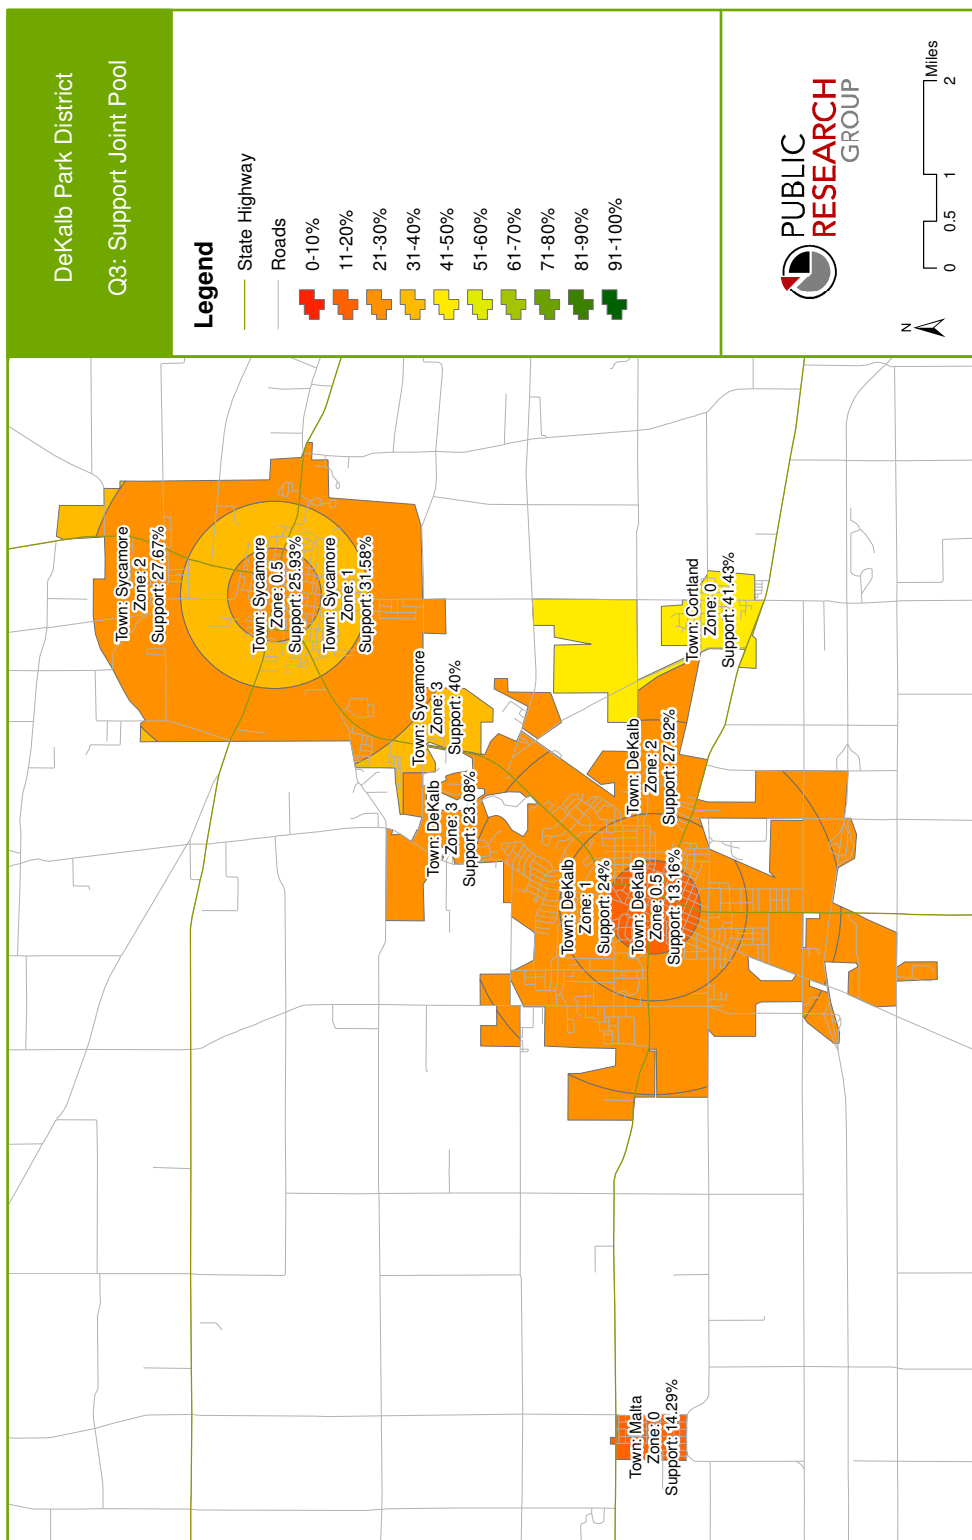 DeKalb Park District
Q3: Support Joint Pool
Legend
State Highway
Roads
0-10%
11-20%
21-30%
31-40%
41-50%
51-60%
61-70%
71-80%
81-90%
91-100%
PUBLIC
RESEARCH
GROUP
N
0 0.5 1 2
Miles
Town: Sycamore
Zone: 2
Support: 27.67%
Town: Sycamore
Zone: 0.5
Support: 25.93%
Town: Sycamore
Zone: 1
Support: 31.58%
Town: Sycamore
Zone: 3
Support: 40%
Town: DeKalb
Zone: 3
Support: 23.08%
Town: DeKalb
Zone: 1
Support: 24%
Town: DeKalb
Zone: 0.5
Support: 13.16%
Town: DeKalb
Zone: 2
Support: 27.92%
Town: Cortland
Zone: 0
Support: 41.43%
Town: Malta
Zone: 0
Support: 14.29%